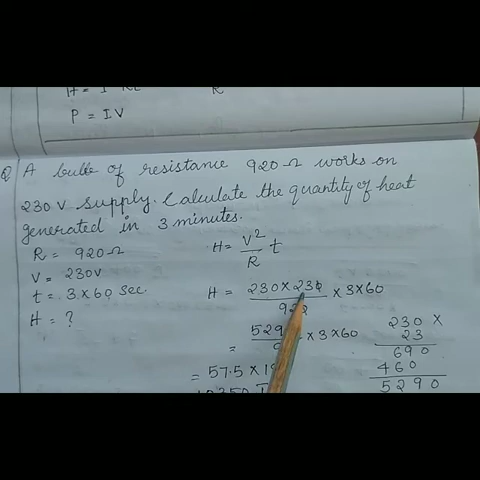 P = IV
Q A bulb of resistance 920 Ω works on
230 V supply. Calculate the quantity of heat
generated in 3 minutes.
R = 920 Ω
V = 230V
t = 3 x 60 sec.
H = ?
H = V² / R t
H = 230 x 230 / x 3 x 60
= 529 x 3 x 60
= 57.5 x
230 x
23
690
460
5290